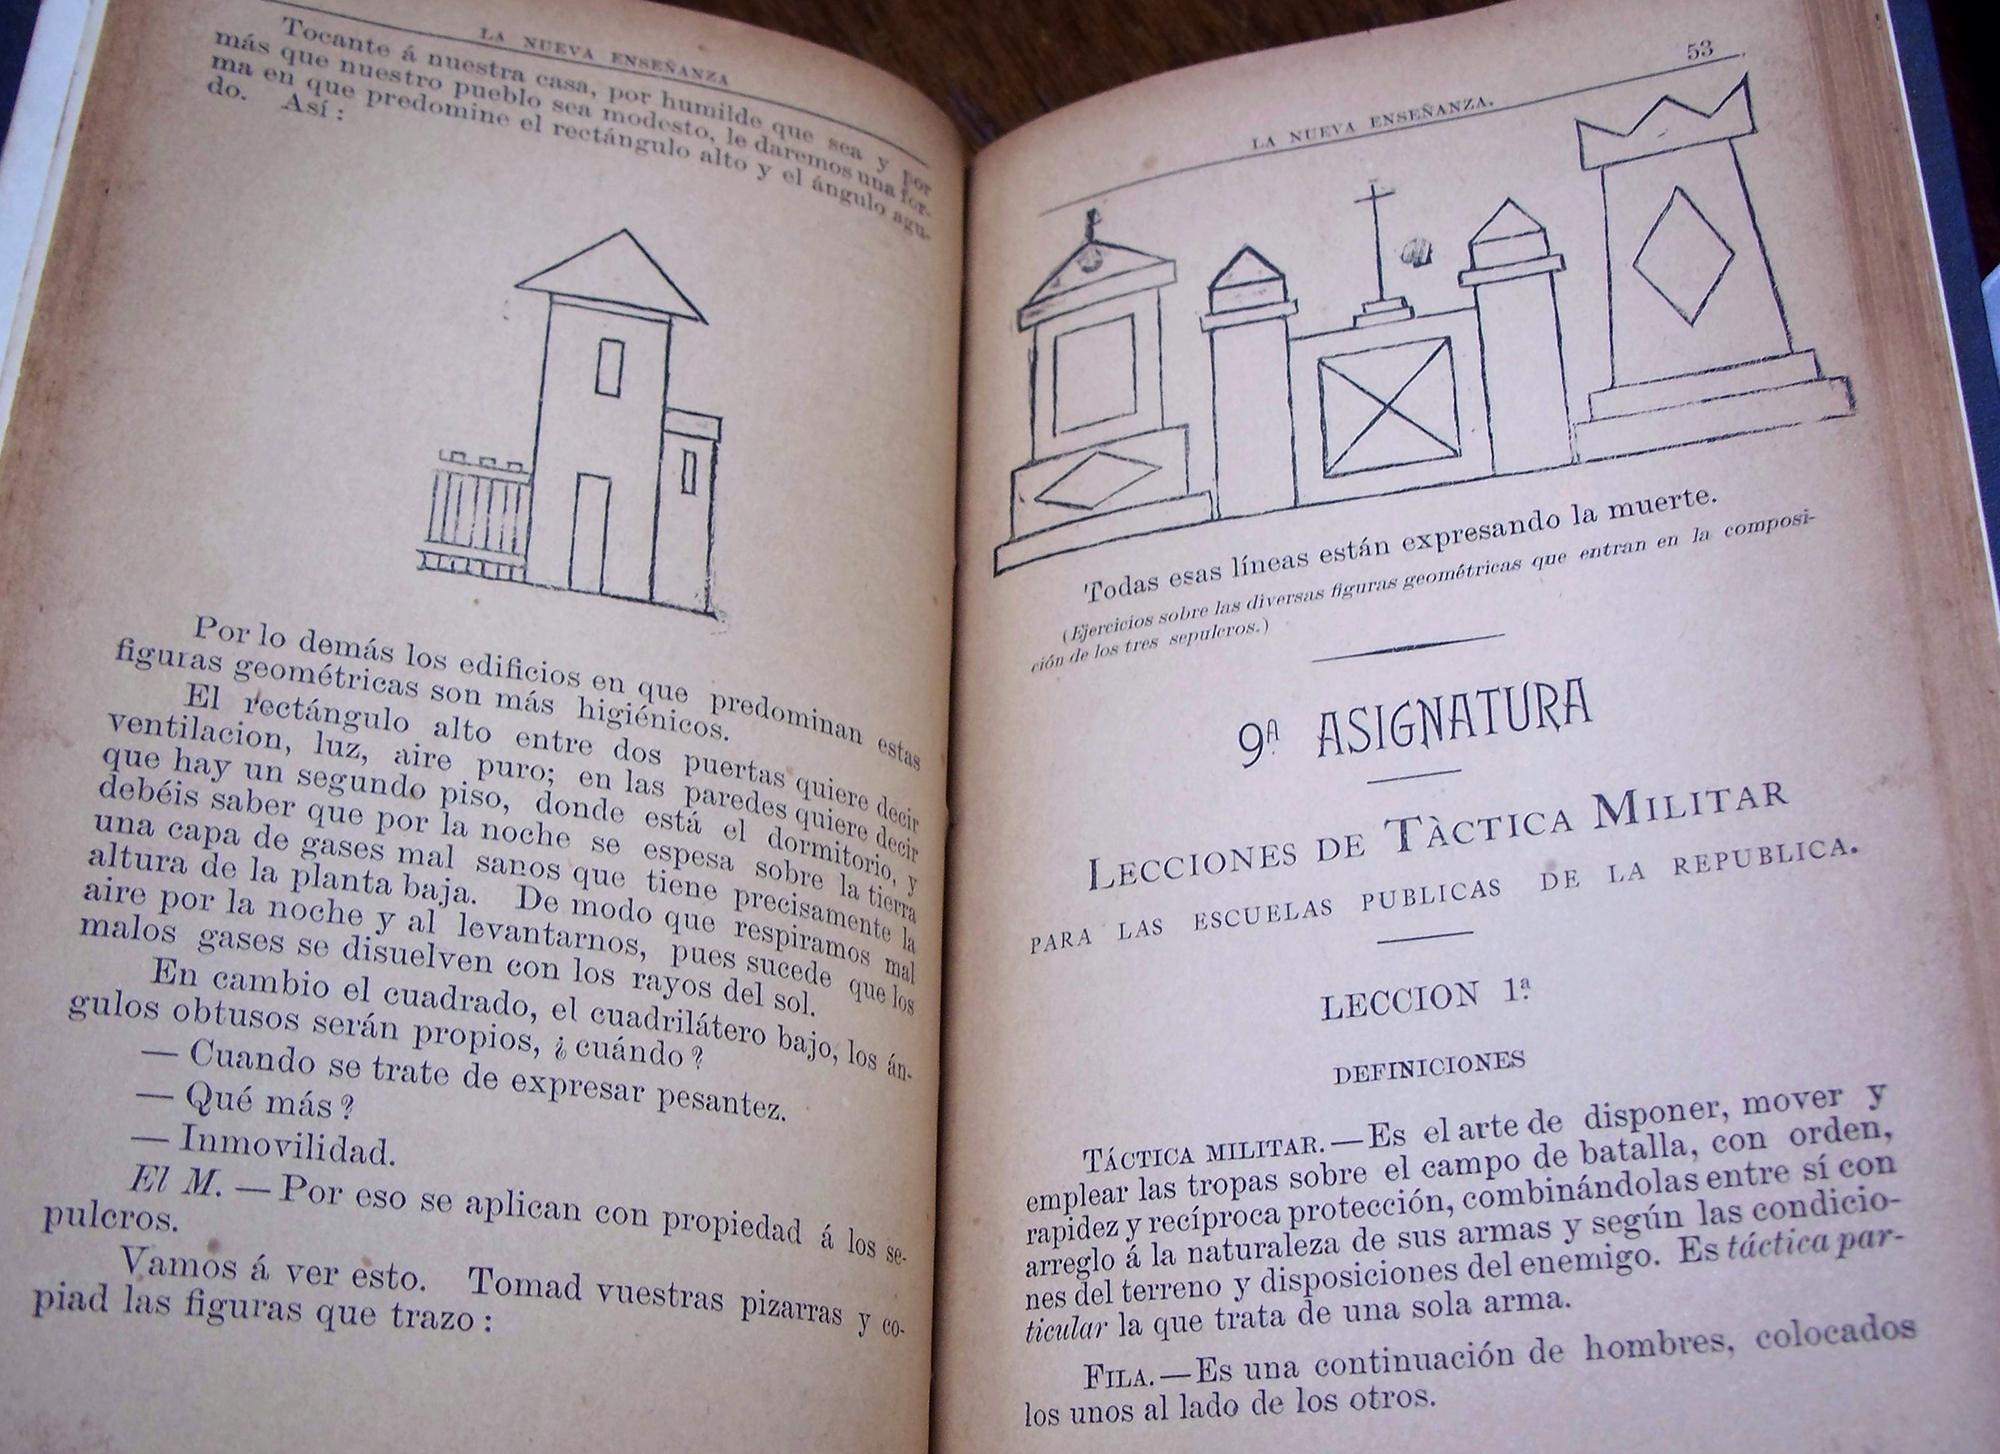 LA NUEVA ENSEÑANZA
Tocante á nuestra casa, por humilde que sea y por
más que nuestro pueblo sea modesto, le daremos una for-
ma en que predomine el rectángulo alto y el ángulo agu-
do. Así :
Por lo demás los edificios en que predominan estas
figuras geométricas son más higiénicos.
El rectángulo alto entre dos puertas quiere decir
ventilacion, luz, aire puro; en las paredes quiere decir
que hay un segundo piso, donde está el dormitorio, y
debéis saber que por la noche se espesa sobre la tierra
una capa de gases mal sanos que tiene precisamente la
altura de la planta baja. De modo que respiramos mal
aire por la noche y al levantarnos, pues sucede que los
malos gases se disuelven con los rayos del sol.
En cambio el cuadrado, el cuadrilátero bajo, los án-
gulos obtusos serán propios, ¿ cuándo ?
— Cuando se trate de expresar pesantez.
— Qué más ?
— Inmovilidad.
El M. — Por eso se aplican con propiedad á los se-
pulcros.
Vamos á ver esto. Tomad vuestras pizarras y co-
piad las figuras que trazo :
53
LA NUEVA ENSEÑANZA.
Todas esas líneas están expresando la muerte.
(Ejercicios sobre las diversas figuras geométricas que entran en la composi-
ción de los tres sepulcros.)
9ª ASIGNATURA
LECCIONES DE TÀCTICA MILITAR
PARA LAS ESCUELAS PUBLICAS DE LA REPUBLICA.
LECCION 1ª
DEFINICIONES
TÁCTICA MILITAR.—Es el arte de disponer, mover y
emplear las tropas sobre el campo de batalla, con orden,
rapidez y recíproca protección, combinándolas entre sí con
arreglo á la naturaleza de sus armas y según las condicio-
nes del terreno y disposiciones del enemigo. Es táctica par-
ticular la que trata de una sola arma.
FILA.—Es una continuación de hombres, colocados
los unos al lado de los otros.